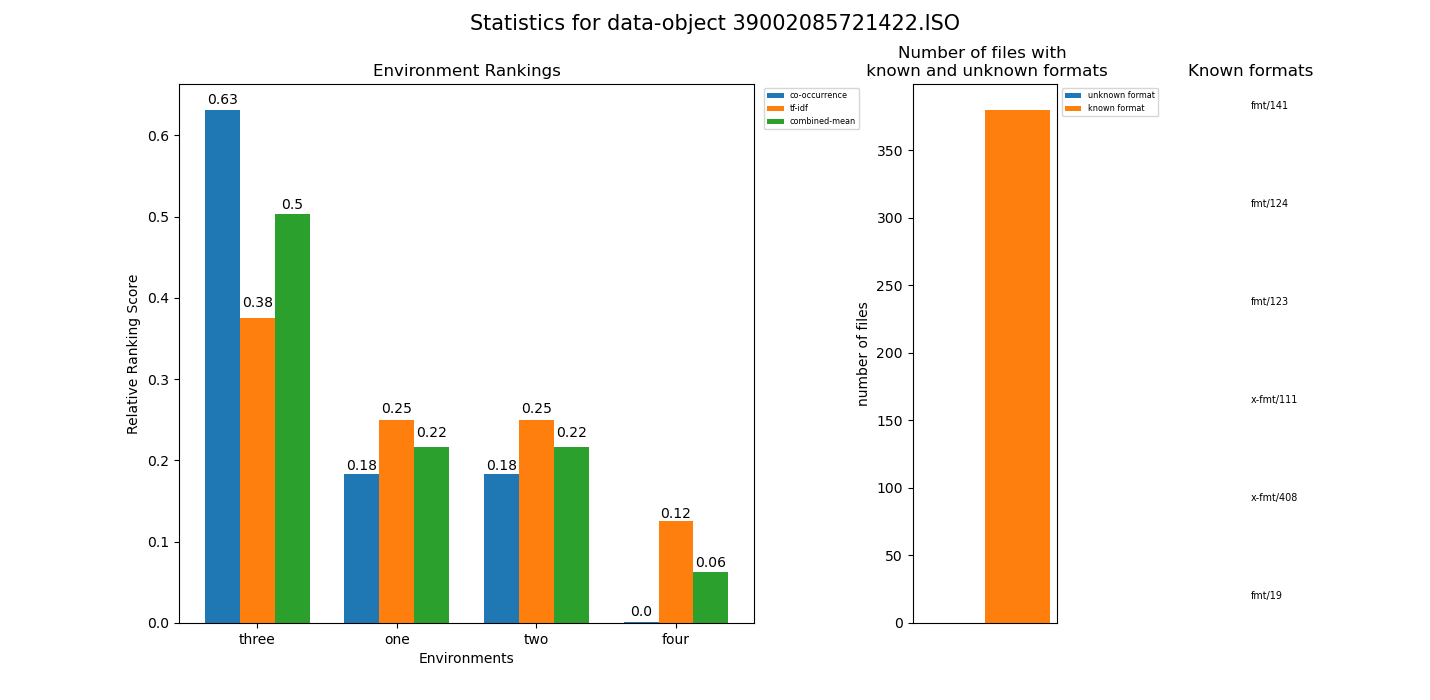 Statistics for data-object 39002085721422.ISO
Environment Rankings
Relative Ranking Score
0.6
0.5
0.4
0.3
0.2
0.1
0.0
0.63
0.38
0.5
0.18
0.25
0.22
0.18
0.25
0.22
0.0
0.12
0.06
three
one
two
four
Environments
co-occurrence
tf-idf
combined-mean
Number of files with
known and unknown formats
number of files
350
300
250
200
150
100
50
0
unknown format
known format
Known formats
fmt/141
fmt/124
fmt/123
x-fmt/111
x-fmt/408
fmt/19